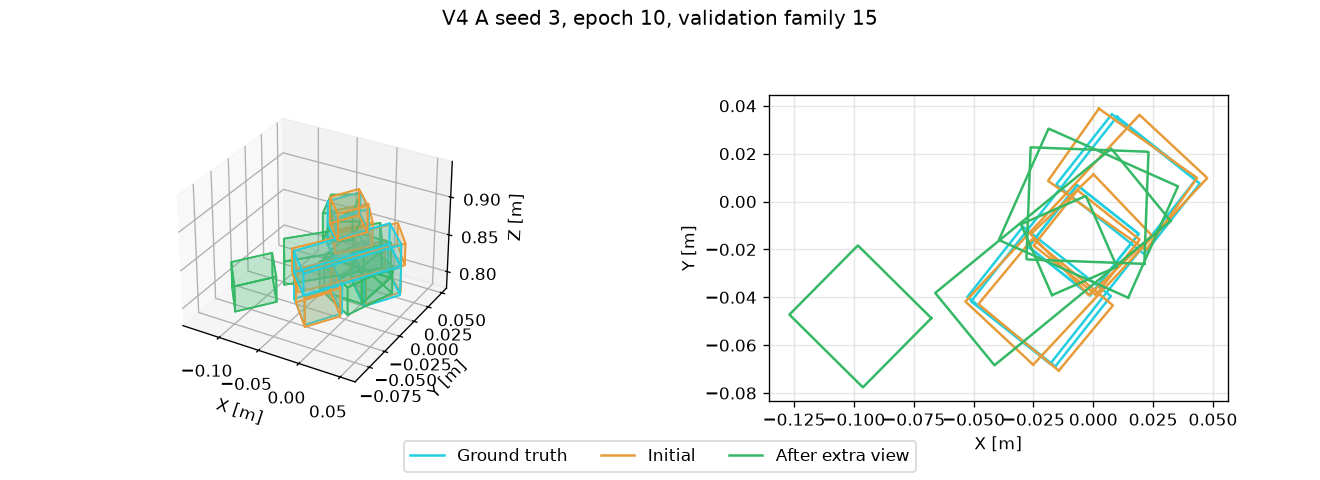 V4 A seed 3, epoch 10, validation family 15
0.90
0.85
0.80
Z [m]
0.050
0.025
0.000
−0.025
−0.050
−0.075
Y [m]
−0.10
−0.05
0.00
0.05
X [m]
0.04
0.02
0.00
−0.02
−0.04
−0.06
−0.08
Y [m]
−0.125 −0.100 −0.075 −0.050 −0.025 0.000 0.025 0.050
X [m]
Ground truth Initial After extra view